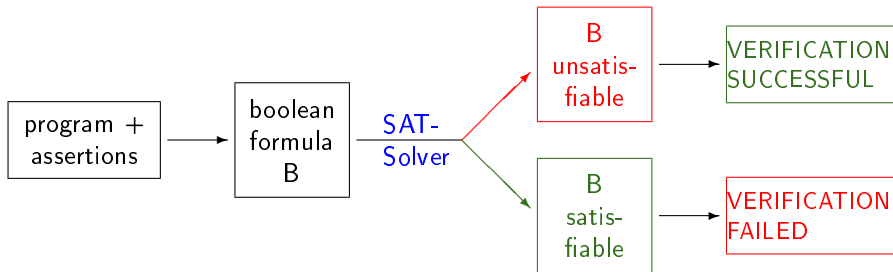 program +
assertions
boolean
formula
B
SAT-
Solver
B
unsatis-
fiable
VERIFICATION
SUCCESSFUL
B
satis-
fiable
VERIFICATION
FAILED